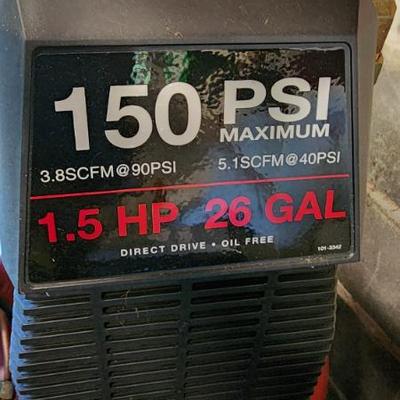 150 PSI
MAXIMUM
3.8SCFM@90PSI 5.1SCFM@40PSI
1.5 HP 26 GAL
DIRECT DRIVE • OIL FREE
101-3342